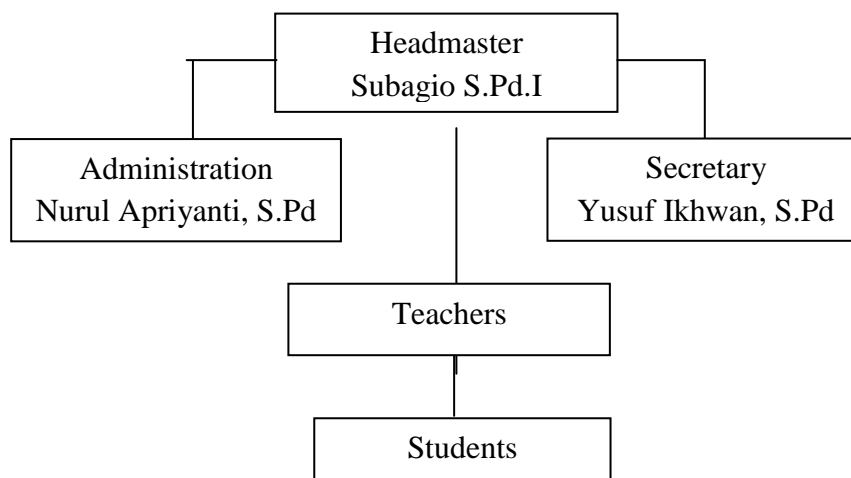 Headmaster
Subagio S.Pd.I
Administration
Nurul Apriyanti, S.Pd
Secretary
Yusuf Ikhwan, S.Pd
Teachers
Students